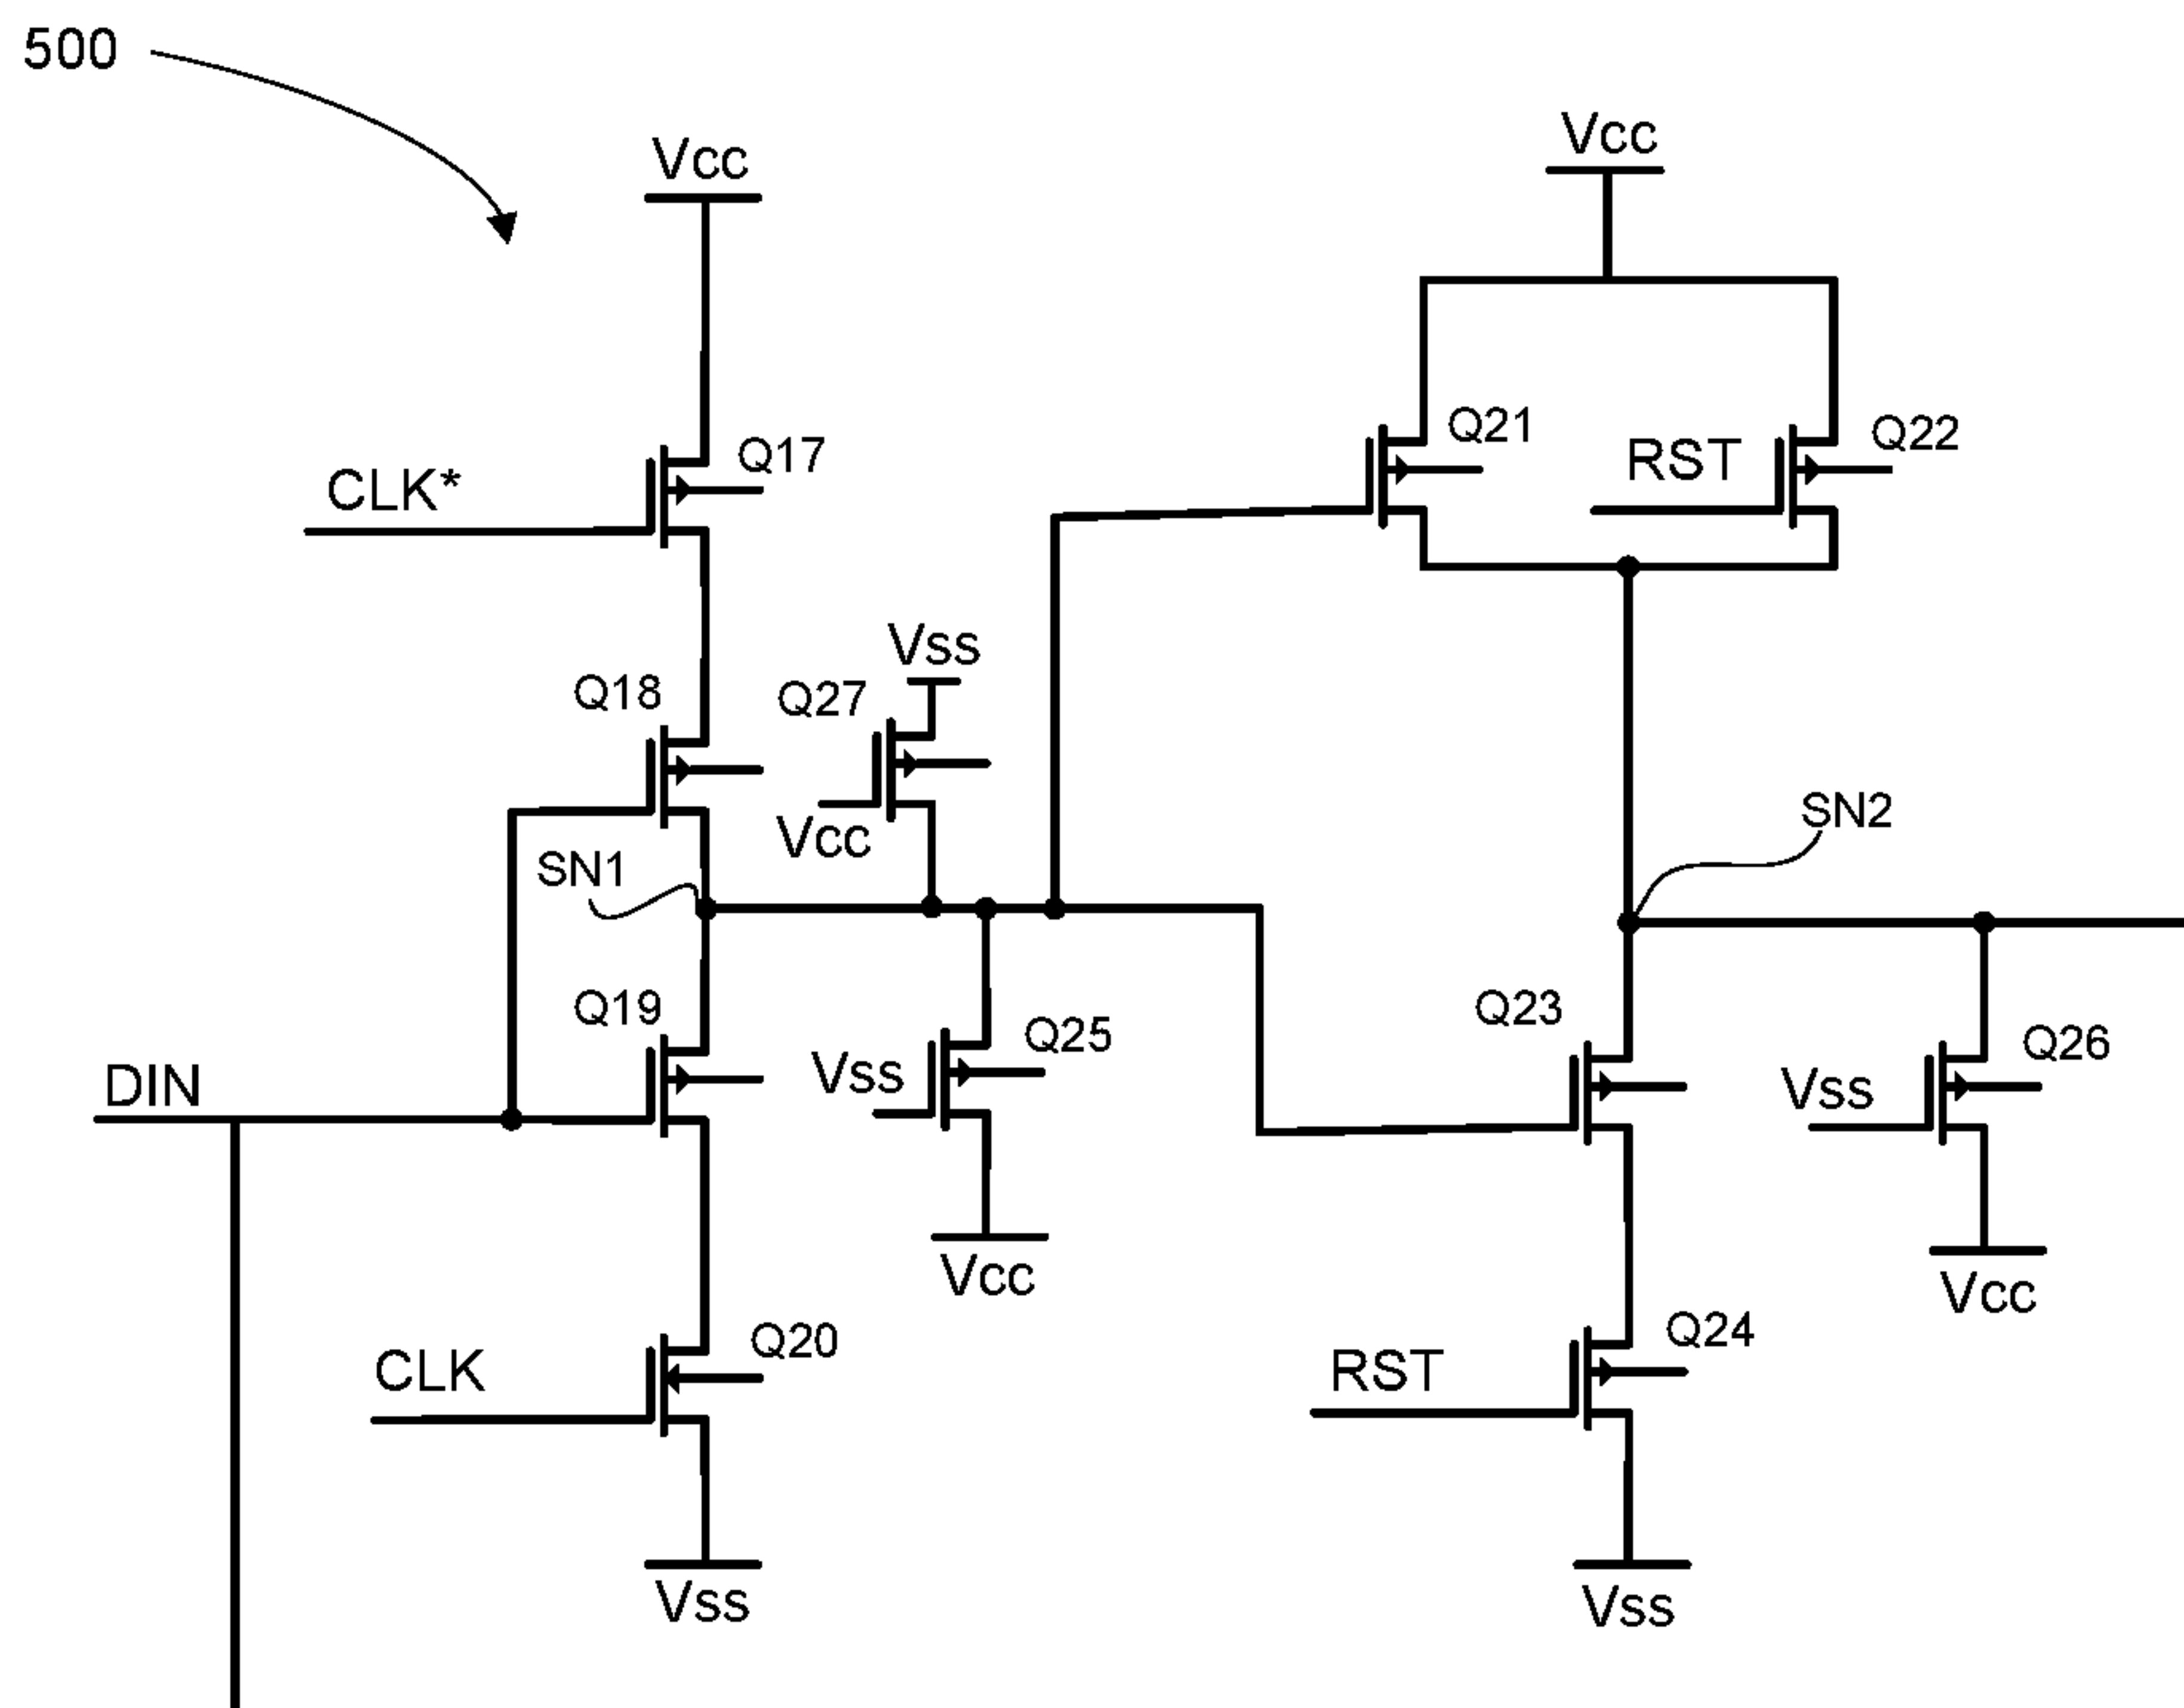 500
Vcc
Vcc
Q21
Q22
RST
Q17
CLK*
Vss
Q18
Q27
Vcc
SN2
SN1
Q19
Q23
Q25
Q26
Vss
Vss
DIN
Vcc
Vcc
Q24
Q20
CLK
RST
Vss
Vss